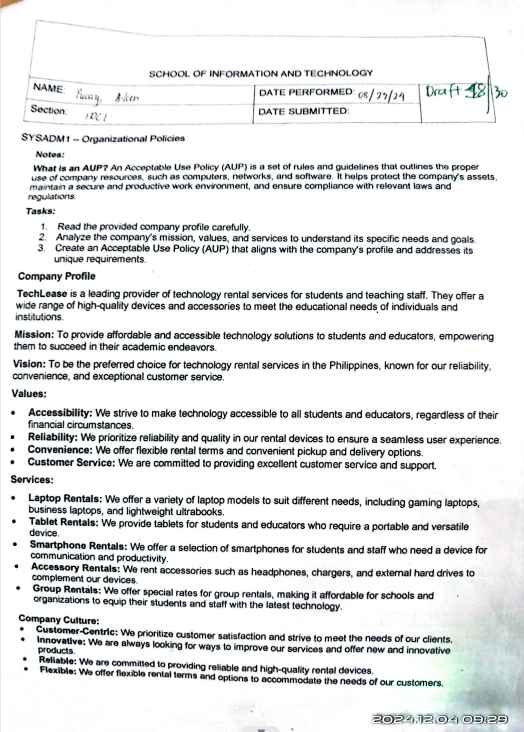 SCHOOL OF INFORMATION AND TECHNOLOGY
NAME:
DATE PERFORMED: 08/29/24
Draft 18/30
Section:
DATE SUBMITTED:
SYSADM1 – Organizational Policies
Notes:
What is an AUP? An Acceptable Use Policy (AUP) is a set of rules and guidelines that outlines the proper
use of company resources, such as computers, networks, and software. It helps protect the company's assets,
maintain a secure and productive work environment, and ensure compliance with relevant laws and
regulations.
Tasks:
1. Read the provided company profile carefully.
2. Analyze the company's mission, values, and services to understand its specific needs and goals.
3. Create an Acceptable Use Policy (AUP) that aligns with the company's profile and addresses its
unique requirements.
Company Profile
TechLease is a leading provider of technology rental services for students and teaching staff. They offer a
wide range of high-quality devices and accessories to meet the educational needs of individuals and
institutions.
Mission: To provide affordable and accessible technology solutions to students and educators, empowering
them to succeed in their academic endeavors.
Vision: To be the preferred choice for technology rental services in the Philippines, known for our reliability,
convenience, and exceptional customer service.
Values:
• Accessibility: We strive to make technology accessible to all students and educators, regardless of their
financial circumstances.
• Reliability: We prioritize reliability and quality in our rental devices to ensure a seamless user experience.
• Convenience: We offer flexible rental terms and convenient pickup and delivery options.
• Customer Service: We are committed to providing excellent customer service and support.
Services:
• Laptop Rentals: We offer a variety of laptop models to suit different needs, including gaming laptops,
business laptops, and lightweight ultrabooks.
• Tablet Rentals: We provide tablets for students and educators who require a portable and versatile
device.
• Smartphone Rentals: We offer a selection of smartphones for students and staff who need a device for
communication and productivity.
• Accessory Rentals: We rent accessories such as headphones, chargers, and external hard drives to
complement our devices.
• Group Rentals: We offer special rates for group rentals, making it affordable for schools and
organizations to equip their students and staff with the latest technology.
Company Culture:
• Customer-Centric: We prioritize customer satisfaction and strive to meet the needs of our clients.
• Innovative: We are always looking for ways to improve our services and offer new and innovative
products.
• Reliable: We are committed to providing reliable and high-quality rental devices.
• Flexible: We offer flexible rental terms and options to accommodate the needs of our customers.
2024.12.04 09:29